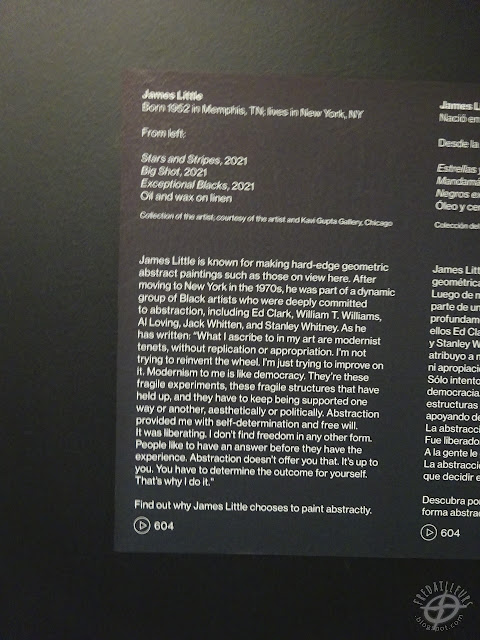 James Little
Born 1952 in Memphis, TN; lives in New York, NY
From left:
Stars and Stripes, 2021
Big Shot, 2021
Exceptional Blacks, 2021
Oil and wax on linen
Collection of the artist; courtesy of the artist and Kavi Gupta Gallery, Chicago
James Little is known for making hard-edge geometric
abstract paintings such as those on view here. After
moving to New York in the 1970s, he was part of a dynamic
group of Black artists who were deeply committed
to abstraction, including Ed Clark, William T. Williams,
Al Loving, Jack Whitten, and Stanley Whitney. As he
has written: “What I ascribe to in my art are modernist
tenets, without replication or appropriation. I'm not
trying to reinvent the wheel. I'm just trying to improve on
it. Modernism to me is like democracy. They're these
fragile experiments, these fragile structures that have
held up, and they have to keep being supported one
way or another, aesthetically or politically. Abstraction
provided me with self-determination and free will.
It was liberating. I don't find freedom in any other form.
People like to have an answer before they have the
experience. Abstraction doesn't offer you that. It's up to
you. You have to determine the outcome for yourself.
That's why I do it."
Find out why James Little chooses to paint abstractly.
604
James L
Nació en
Desde la
Estrellas y
Mandamá
Negros ex
Óleo y cer
Colección del
James Litt
geométrica
Luego de m
parte de un
profundam
ellos Ed Cla
y Stanley W
atribuyo a m
ni apropiac
Sólo intento
democracia.
estructuras
apoyando de
La abstracci
Fue liberado
A la gente le
La abstracci
que decidir e
Descubra por
forma abstra
604
FREDATILLEURS
.blogspot.com